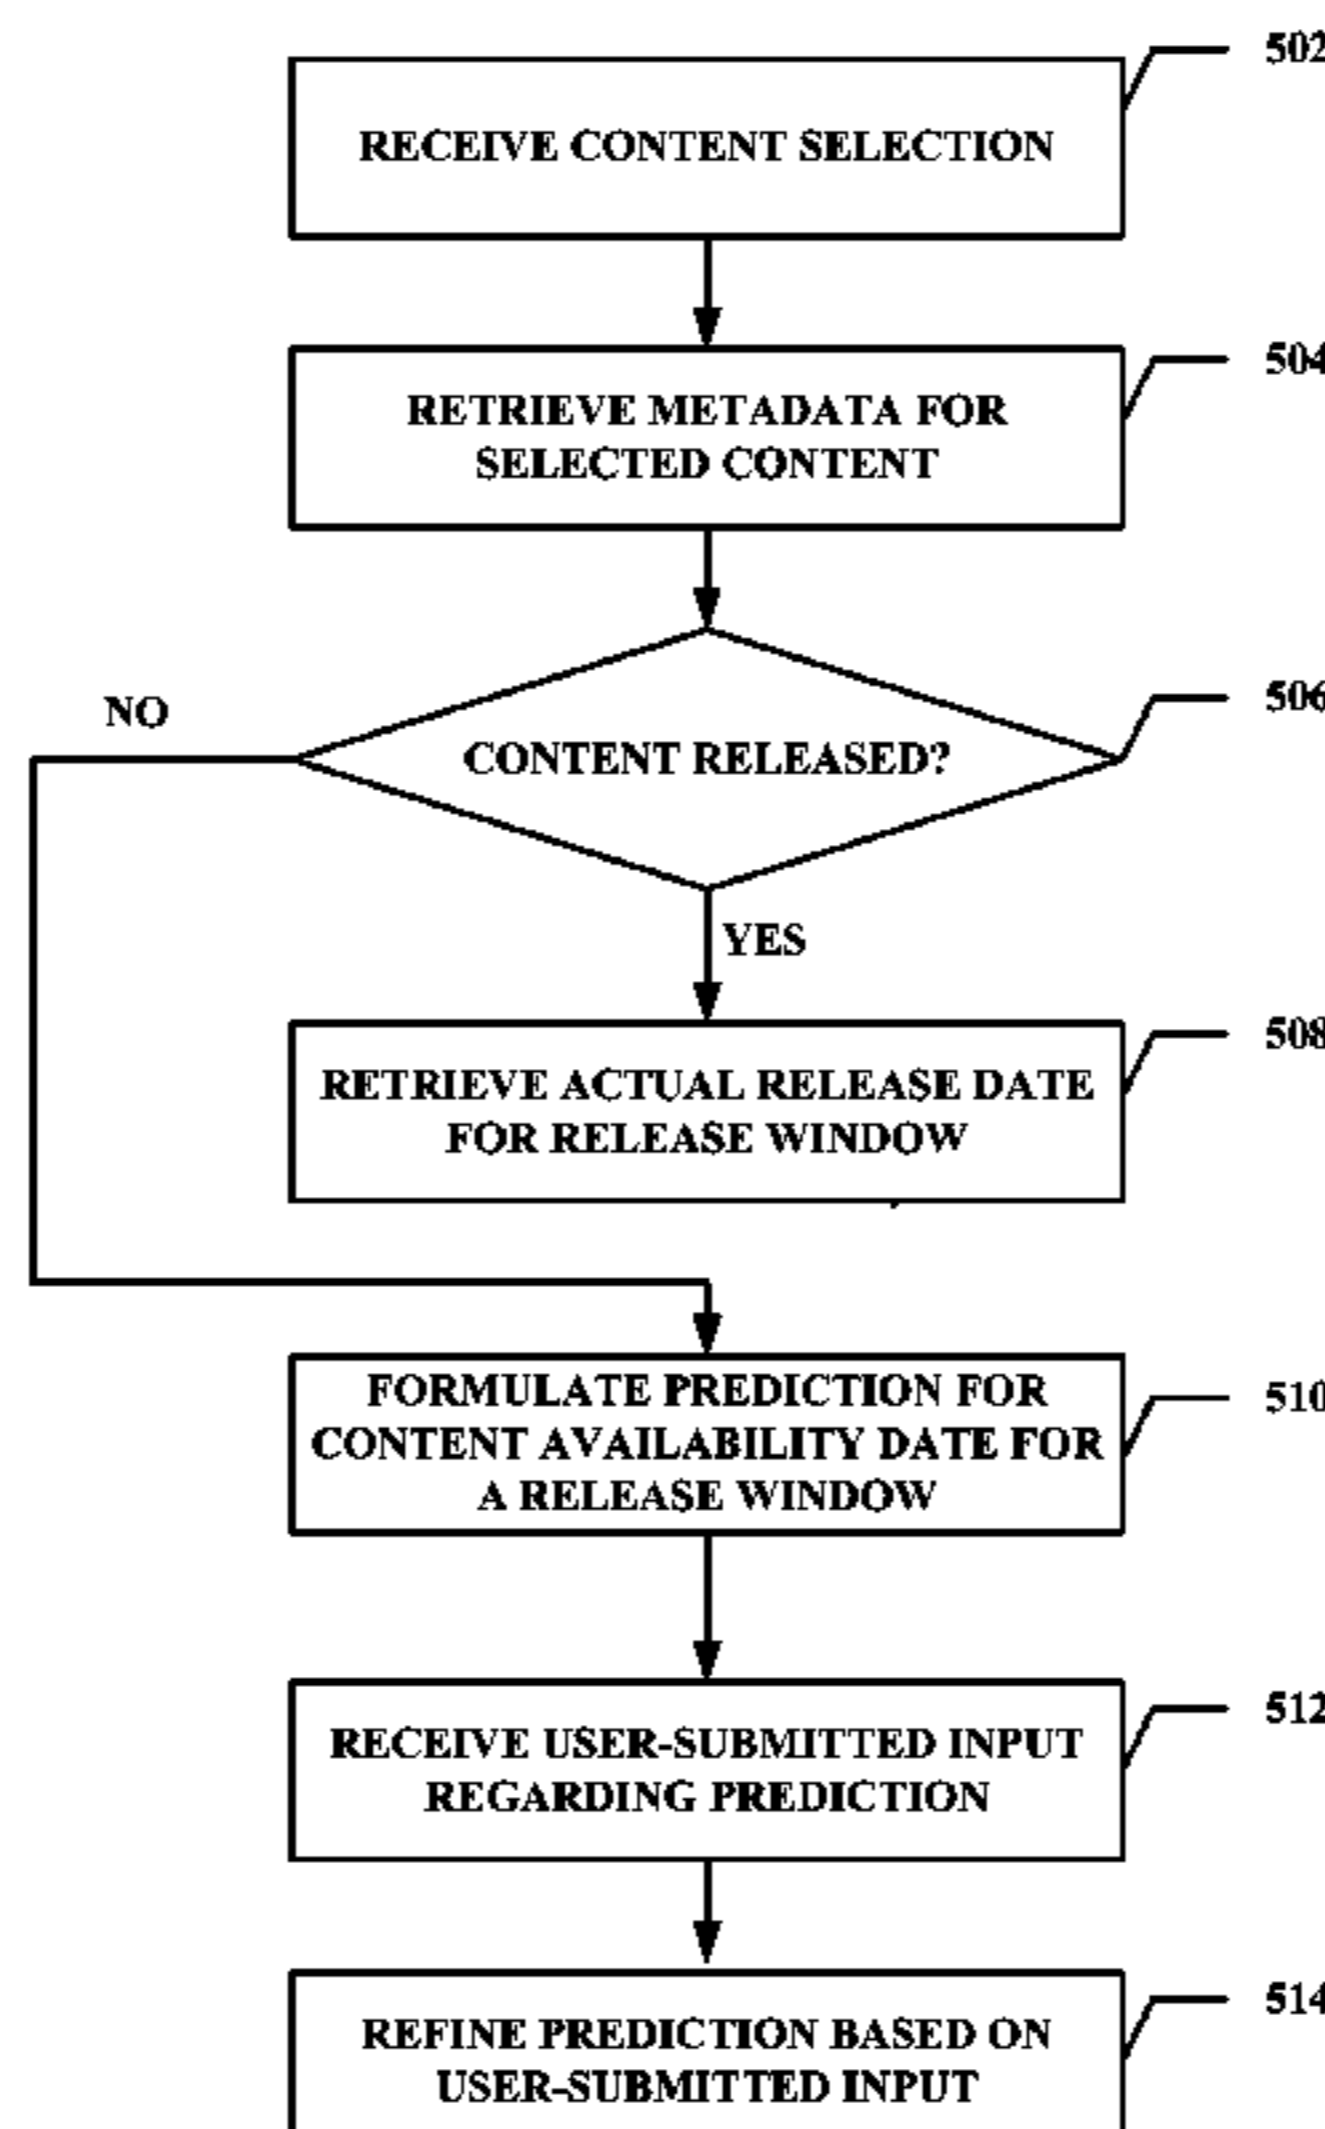 502
RECEIVE CONTENT SELECTION
504
RETRIEVE METADATA FOR
SELECTED CONTENT
506
NO
CONTENT RELEASED?
YES
508
RETRIEVE ACTUAL RELEASE DATE
FOR RELEASE WINDOW
510
FORMULATE PREDICTION FOR
CONTENT AVAILABILITY DATE FOR
A RELEASE WINDOW
512
RECEIVE USER-SUBMITTED INPUT
REGARDING PREDICTION
514
REFINE PREDICTION BASED ON
USER-SUBMITTED INPUT